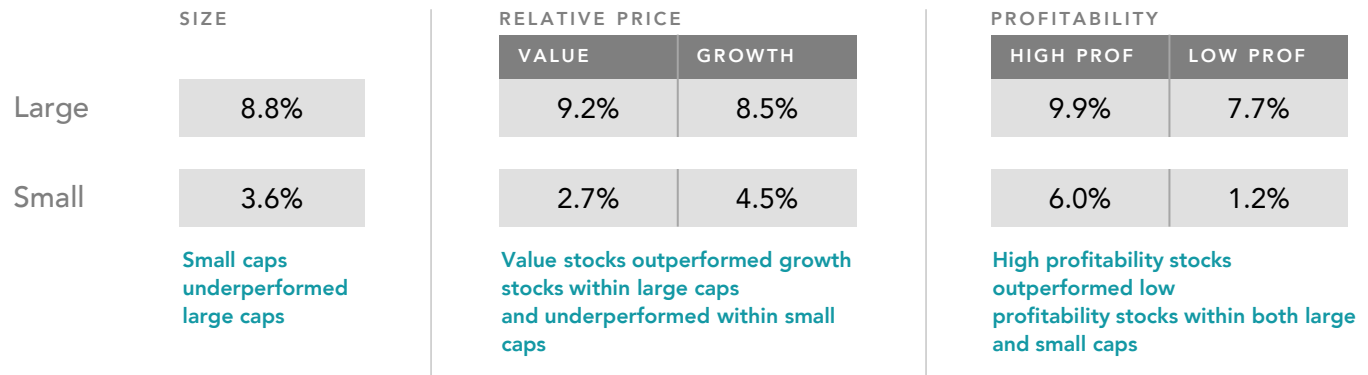 SIZE
RELATIVE PRICE
PROFITABILITY
VALUE GROWTH
HIGH PROF LOW PROF
Large 8.8% 9.2% 8.5% 9.9% 7.7%
Small 3.6% 2.7% 4.5% 6.0% 1.2%
Small caps
underperformed
large caps
Value stocks outperformed growth
stocks within large caps
and underperformed within small
caps
High profitability stocks
outperformed low
profitability stocks within both large
and small caps